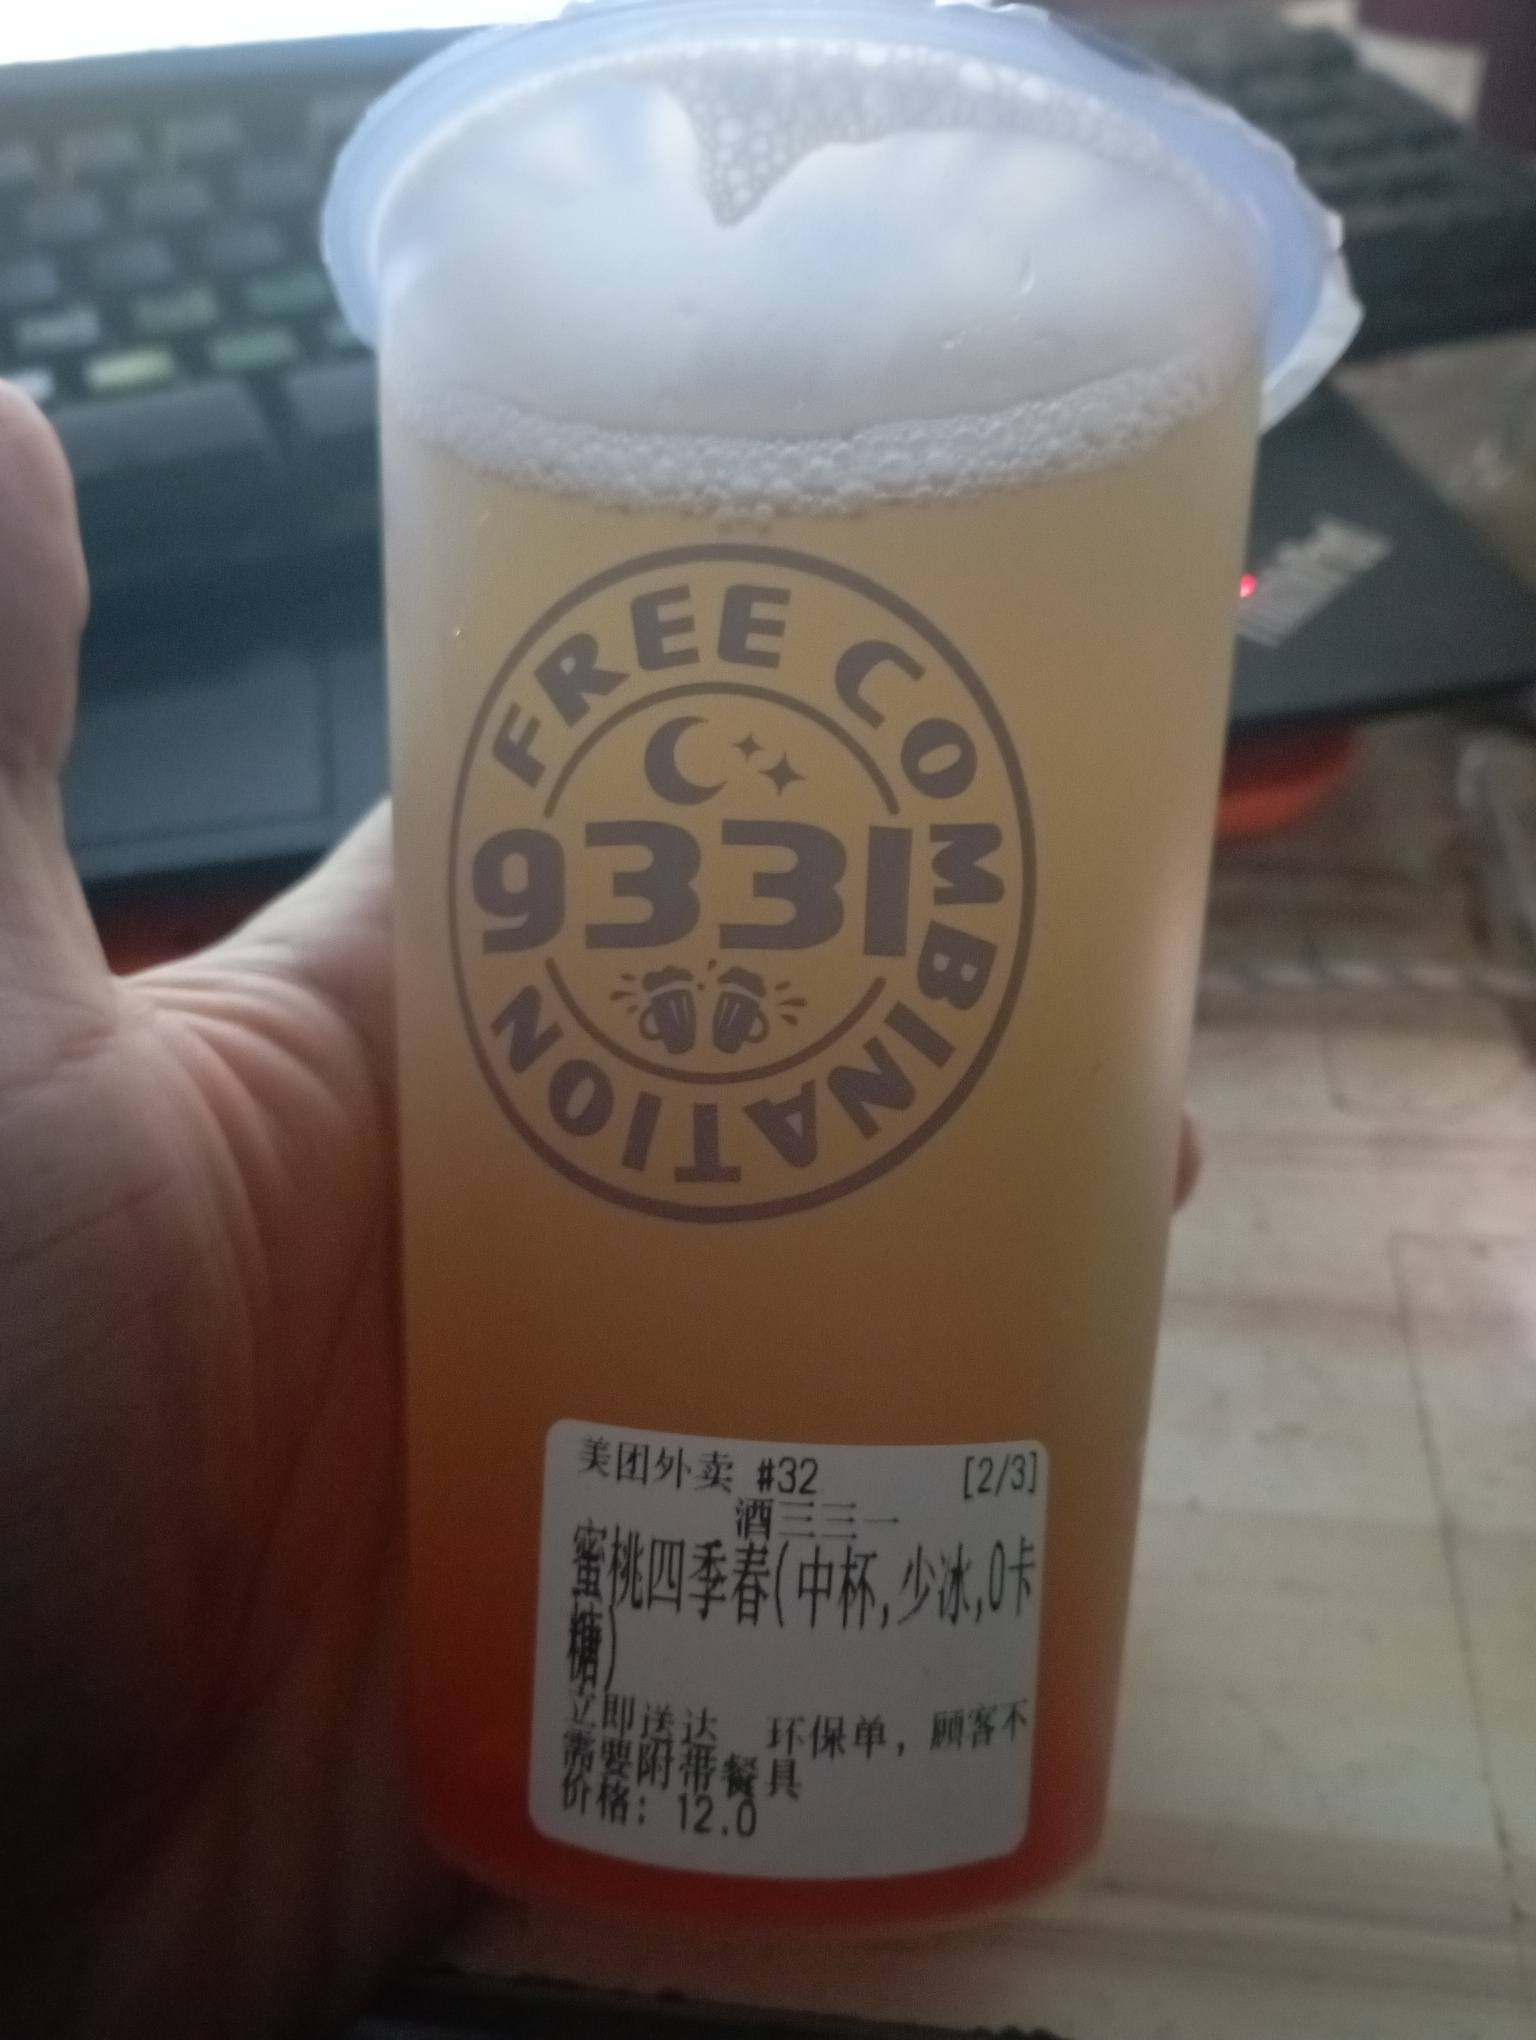 FREE COMBINATION
9331
美团外卖 #32 [2/3]
酒三三一
蜜桃四季春(中杯,少冰,0卡
糖)
立即送达 环保单，顾客不
需要附带餐具
价格: 12.0